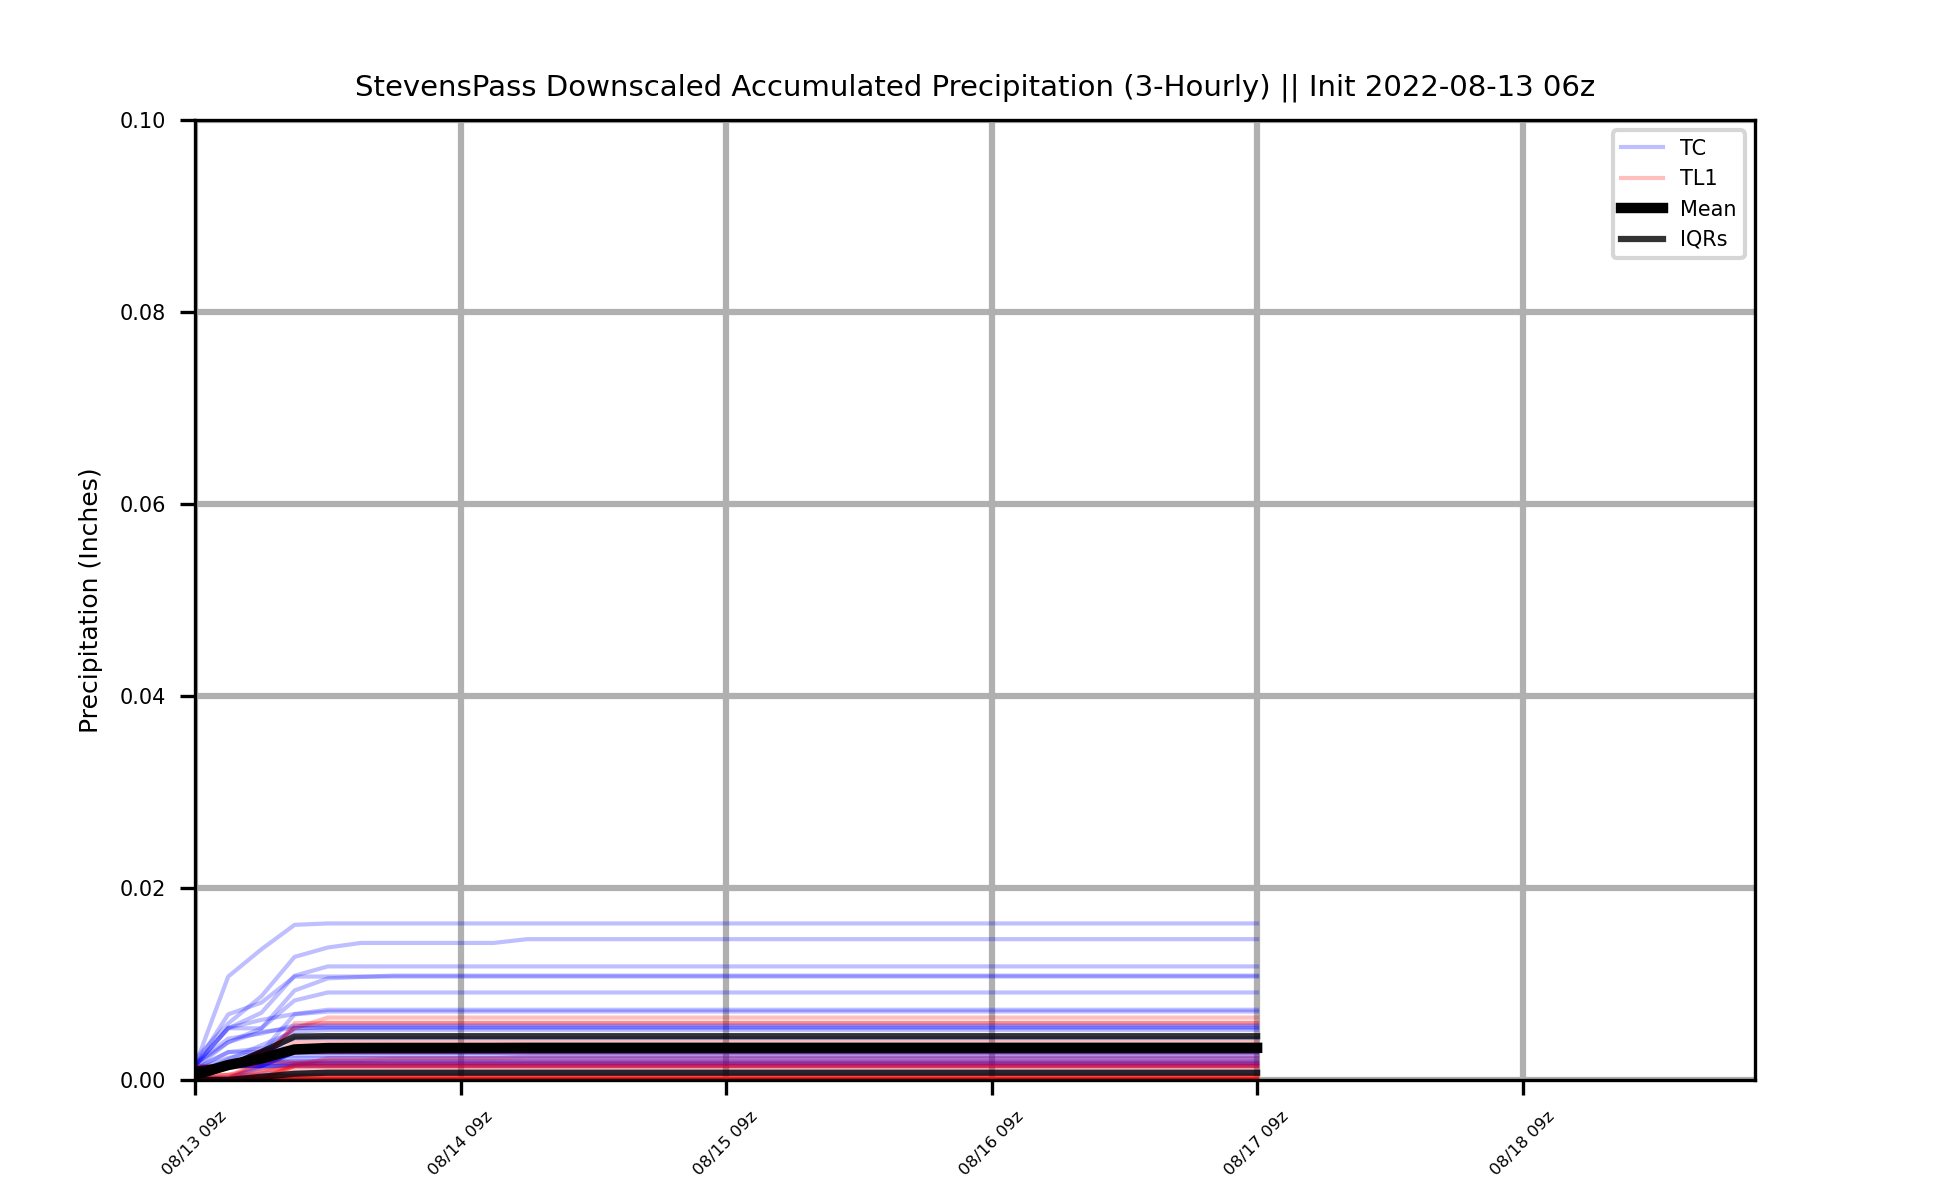 StevensPass Downscaled Accumulated Precipitation (3-Hourly) || Init 2022-08-13 06z
0.10
0.08
0.06
0.04
0.02
0.00
Precipitation (Inches)
TC
TL1
Mean
IQRs
08/13 09z
08/14 09z
08/15 09z
08/16 09z
08/17 09z
08/18 09z